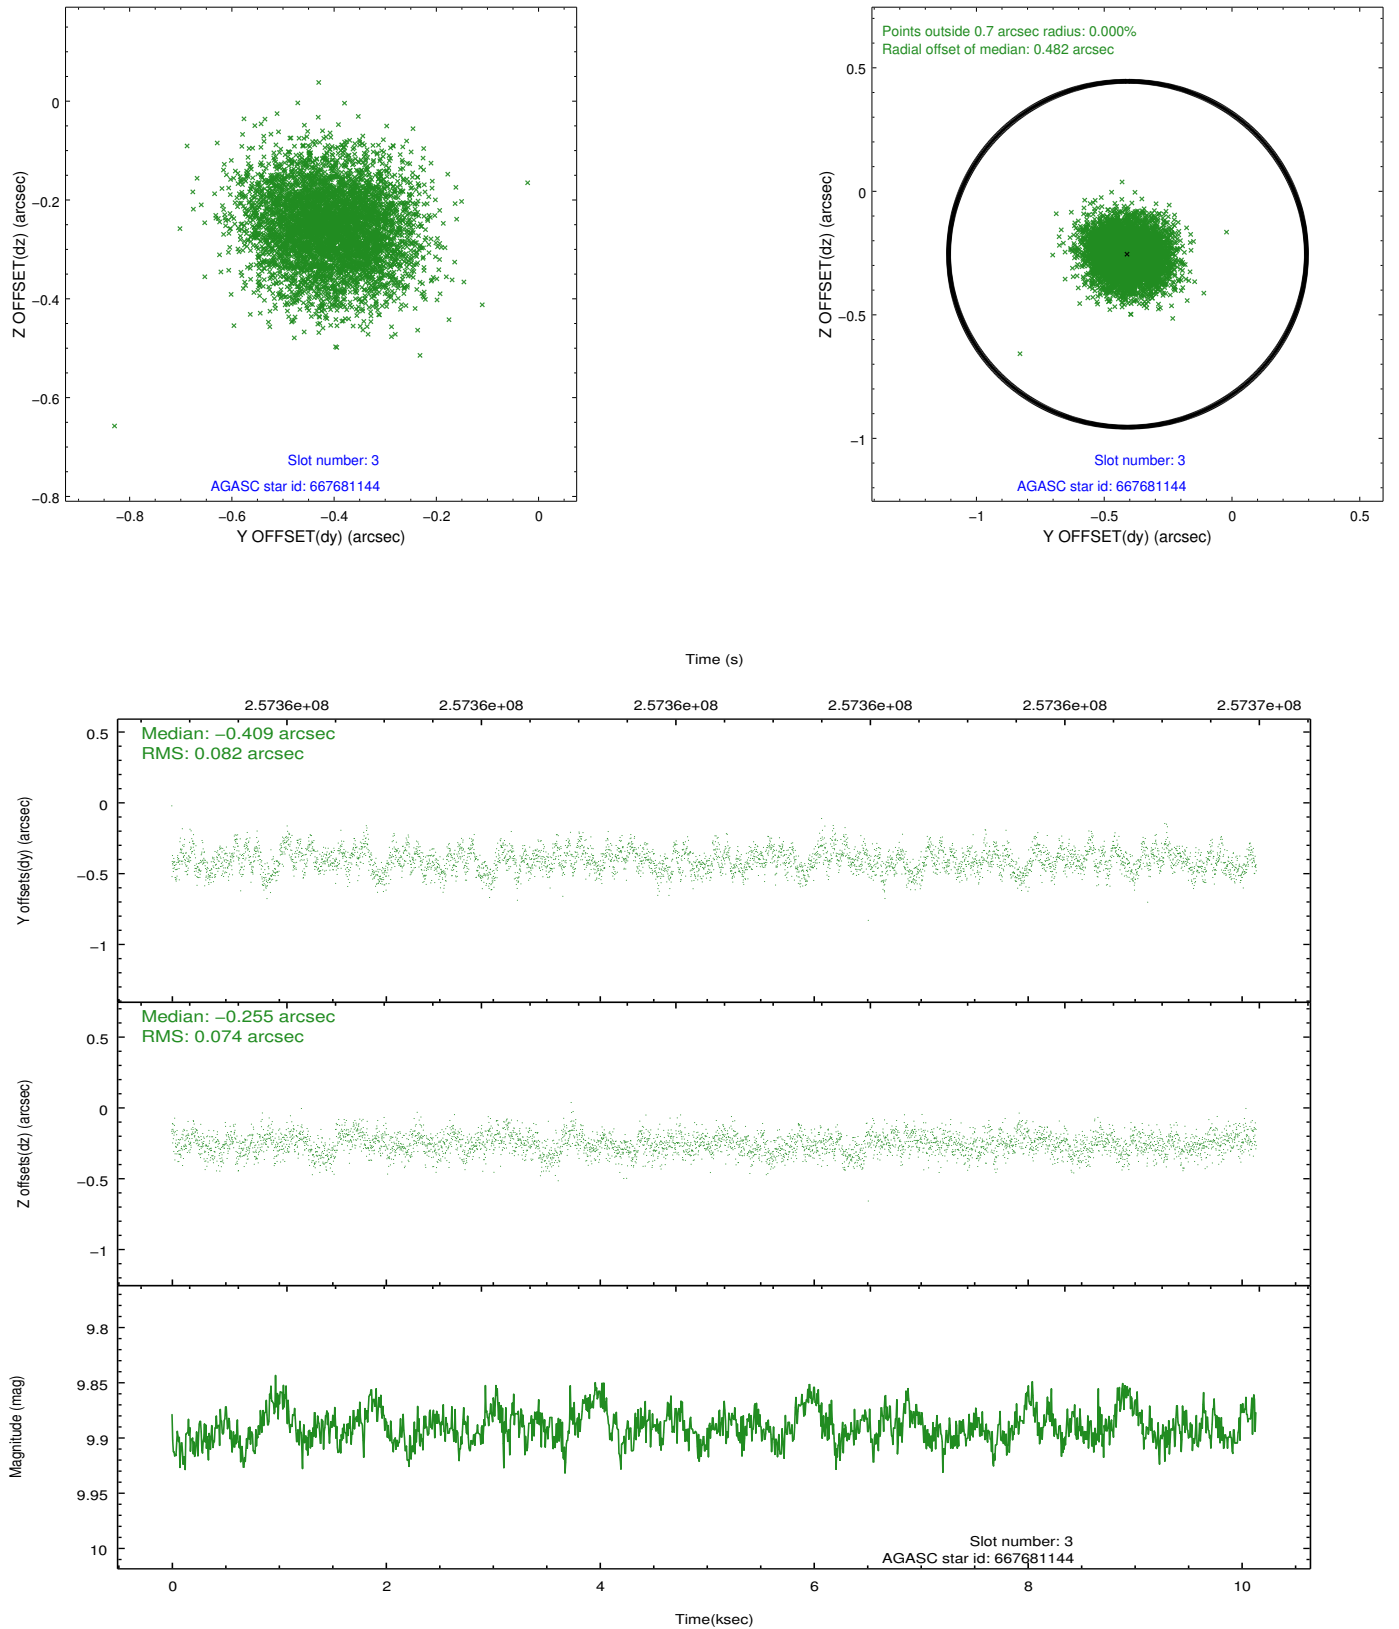 0
−0.2
−0.4
−0.6
−0.8
Z OFFSET(dz) (arcsec)
Slot number: 3
AGASC star id: 667681144
−0.8
−0.6
−0.4
−0.2
0
Y OFFSET(dy) (arcsec)
Points outside 0.7 arcsec radius: 0.000%
Radial offset of median: 0.482 arcsec
0.5
0
−0.5
−1
Z OFFSET(dz) (arcsec)
Slot number: 3
AGASC star id: 667681144
−1
−0.5
0
0.5
Y OFFSET(dy) (arcsec)
Time (s)
2.5736e+08
2.5736e+08
2.5736e+08
2.5736e+08
2.5736e+08
2.5737e+08
Median: −0.409 arcsec
RMS: 0.082 arcsec
0.5
0
−0.5
−1
Y offsets(dy) (arcsec)
Median: −0.255 arcsec
RMS: 0.074 arcsec
0.5
0
−0.5
−1
Z offsets(dz) (arcsec)
9.8
9.85
9.9
9.95
10
Magnitude (mag)
Slot number: 3
AGASC star id: 667681144
0
2
4
6
8
10
Time(ksec)